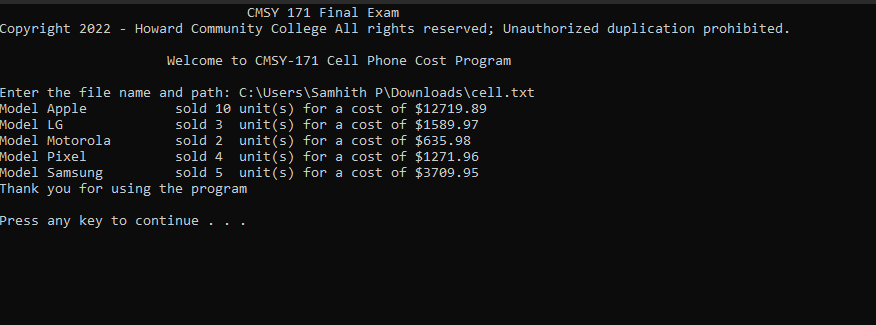 CMSY 171 Final Exam
Copyright 2022 - Howard Community College All rights reserved; Unauthorized duplication prohibited.
Welcome to CMSY-171 Cell Phone Cost Program
Enter the file name and path: C:\Users\Samhith P\Downloads\cell.txt
Model Apple sold 10 unit(s) for a cost of $12719.89
Model LG sold 3 unit(s) for a cost of $1589.97
Model Motorola sold 2 unit(s) for a cost of $635.98
Model Pixel sold 4 unit(s) for a cost of $1271.96
Model Samsung sold 5 unit(s) for a cost of $3709.95
Thank you for using the program
Press any key to continue . . .